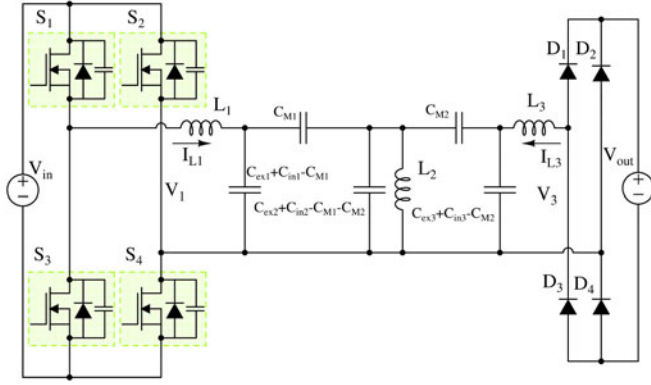 S1
S2
D1
D2
L1
CM1
CM2
L3
IL1
IL3
Vin
Vout
V1
Cex1+Cin1−CM1
L2
V3
Cex2+Cin2−CM1−CM2
Cex3+Cin3−CM2
S3
S4
D3
D4